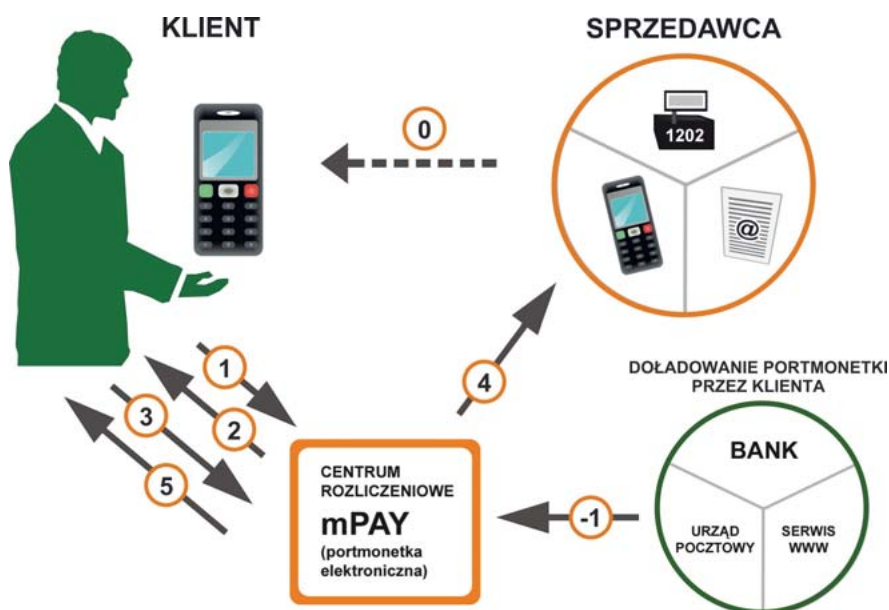 KLIENT
SPRZEDAWCA
0
1202
@
1
2
3
4
5
DOŁADOWANIE PORTMONETKI
PRZEZ KLIENTA
BANK
URZĄD
POCZTOWY
SERWIS
WWW
-1
CENTRUM
ROZLICZENIOWE
mPAY
(portmonetka
elektroniczna)